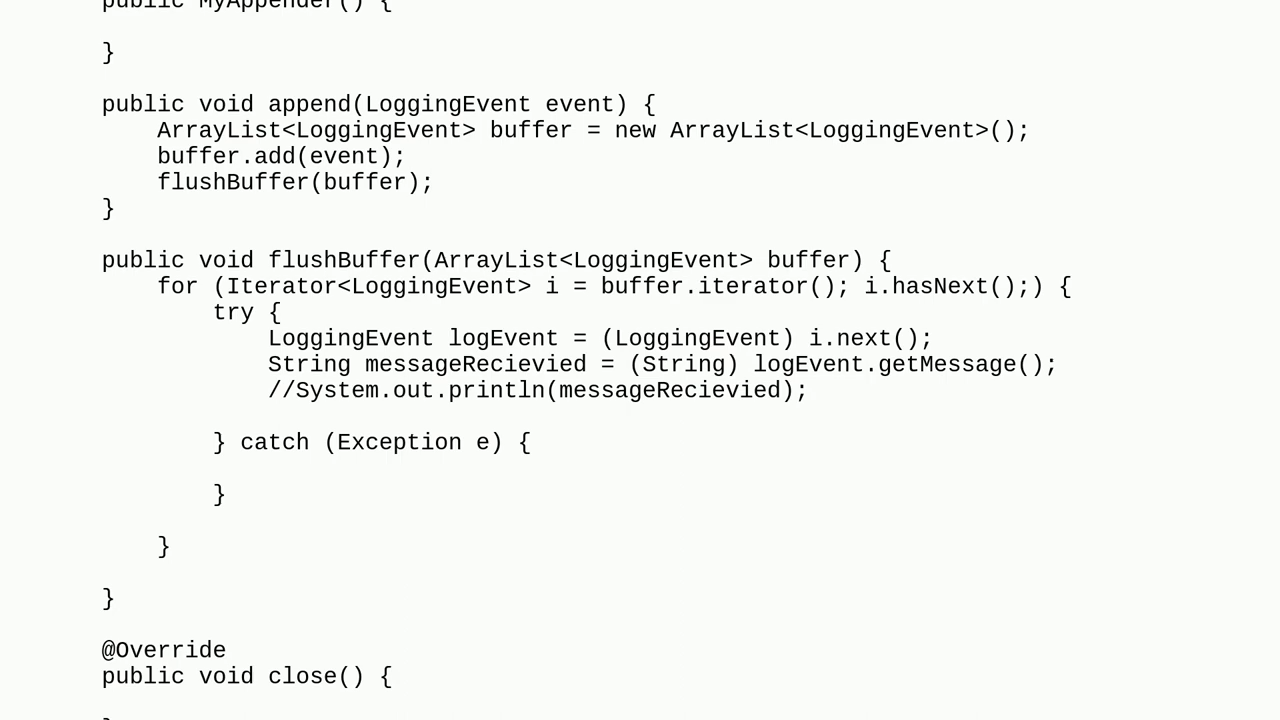 public MyAppender() {
}
public void append(LoggingEvent event) {
ArrayList<LoggingEvent> buffer = new ArrayList<LoggingEvent>();
buffer.add(event);
flushBuffer(buffer);
}
public void flushBuffer(ArrayList<LoggingEvent> buffer) {
for (Iterator<LoggingEvent> i = buffer.iterator(); i.hasNext();) {
try {
LoggingEvent logEvent = (LoggingEvent) i.next();
String messageRecievied = (String) logEvent.getMessage();
//System.out.println(messageRecievied);
} catch (Exception e) {
}
}
}
@Override
public void close() {
}